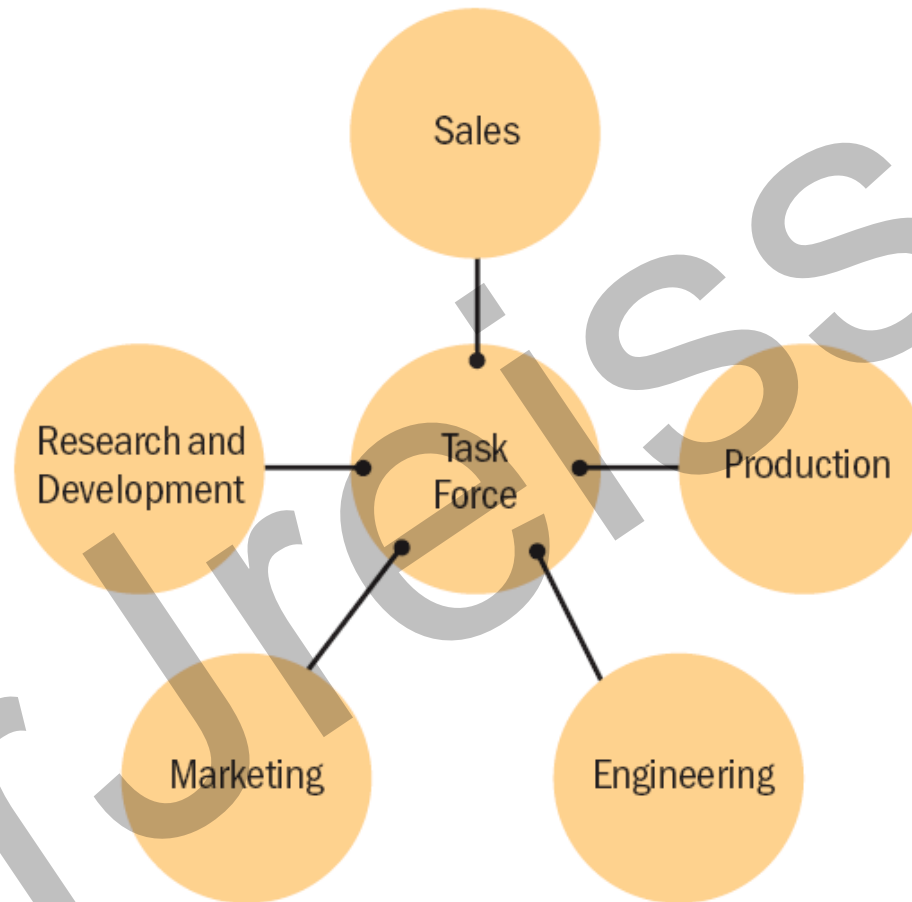 Sales
Research and
Development
Task
Force
Production
Marketing
Engineering